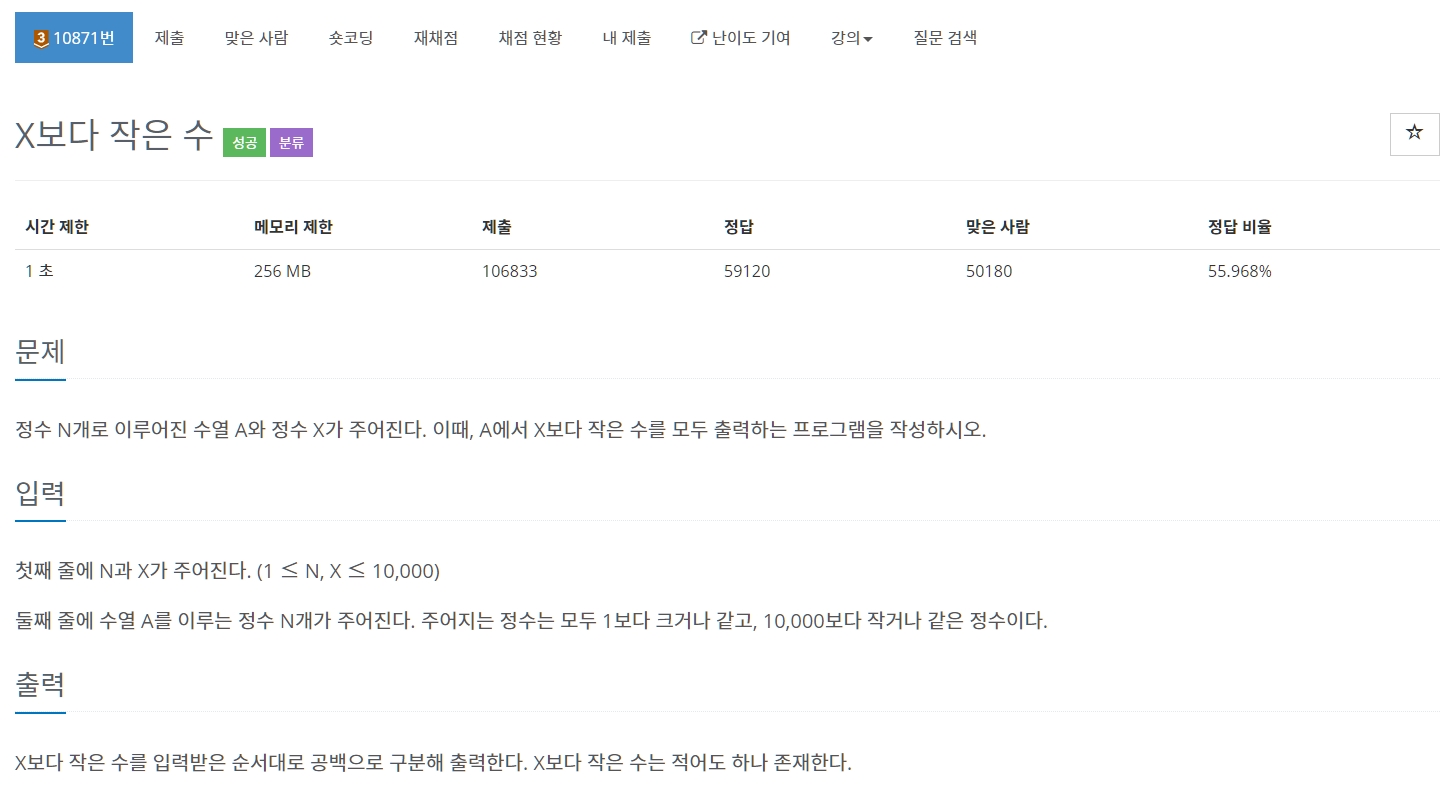 3 10871번 제출 맞은 사람 숏코딩 재채점 채점 현황 내 제출 난이도 기여 강의 질문 검색
X보다 작은 수 성공 분류
시간 제한 메모리 제한 제출 정답 맞은 사람 정답 비율
1 초 256 MB 106833 59120 50180 55.968%
문제
정수 N개로 이루어진 수열 A와 정수 X가 주어진다. 이때, A에서 X보다 작은 수를 모두 출력하는 프로그램을 작성하시오.
입력
첫째 줄에 N과 X가 주어진다. (1 ≤ N, X ≤ 10,000)
둘째 줄에 수열 A를 이루는 정수 N개가 주어진다. 주어지는 정수는 모두 1보다 크거나 같고, 10,000보다 작거나 같은 정수이다.
출력
X보다 작은 수를 입력받은 순서대로 공백으로 구분해 출력한다. X보다 작은 수는 적어도 하나 존재한다.